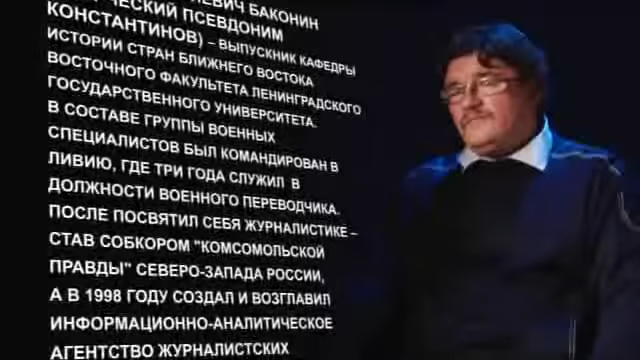 ЕВИЧ БАКОНИН
ЧЕСКИЙ ПСЕВДОНИМ
КОНСТАНТИНОВ) – ВЫПУСКНИК КАФЕДРЫ
ИСТОРИИ СТРАН БЛИЖНЕГО ВОСТОКА
ВОСТОЧНОГО ФАКУЛЬТЕТА ЛЕНИНГРАДСКОГО
ГОСУДАРСТВЕННОГО УНИВЕРСИТЕТА.
В СОСТАВЕ ГРУППЫ ВОЕННЫХ
СПЕЦИАЛИСТОВ БЫЛ КОМАНДИРОВАН В
ЛИВИЮ, ГДЕ ТРИ ГОДА СЛУЖИЛ В
ДОЛЖНОСТИ ВОЕННОГО ПЕРЕВОДЧИКА.
ПОСЛЕ ПОСВЯТИЛ СЕБЯ ЖУРНАЛИСТИКЕ –
СТАВ СОБКОРОМ "КОМСОМОЛЬСКОЙ
ПРАВДЫ" СЕВЕРО-ЗАПАДА РОССИИ,
А В 1998 ГОДУ СОЗДАЛ И ВОЗГЛАВИЛ
ИНФОРМАЦИОННО-АНАЛИТИЧЕСКОЕ
АГЕНТСТВО ЖУРНАЛИСТСКИХ